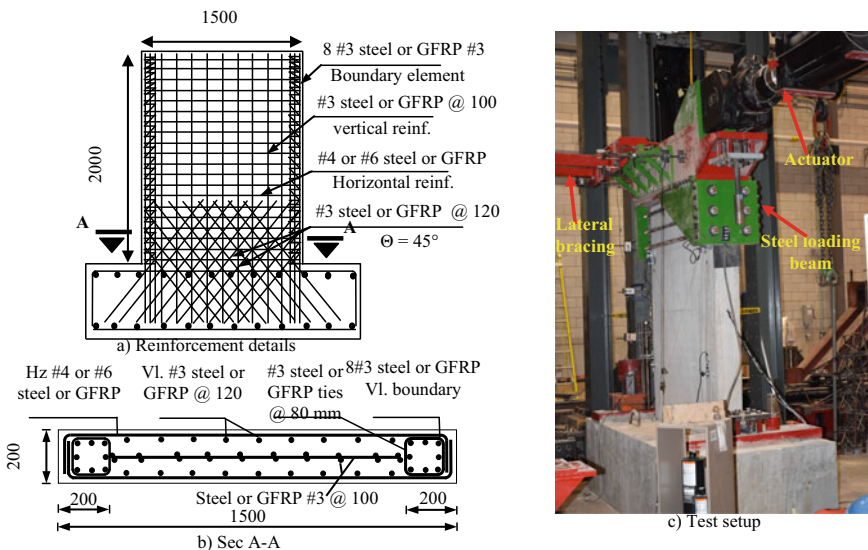 1500
8 #3 steel or GFRP #3
Boundary element
#3 steel or GFRP @ 100
vertical reinf.
2000
#4 or #6 steel or GFRP
Horizontal reinf.
#3 steel or GFRP @ 120
A
A
Θ = 45°
a) Reinforcement details
Hz #4 or #6
steel or GFRP
Vl. #3 steel or
GFRP @ 120
#3 steel or
GFRP ties
@ 80 mm
8#3 steel or GFRP
Vl. boundary
200
Steel or GFRP #3 @ 100
200
200
1500
b) Sec A-A
Actuator
Lateral
bracing
Steel loading
beam
c) Test setup